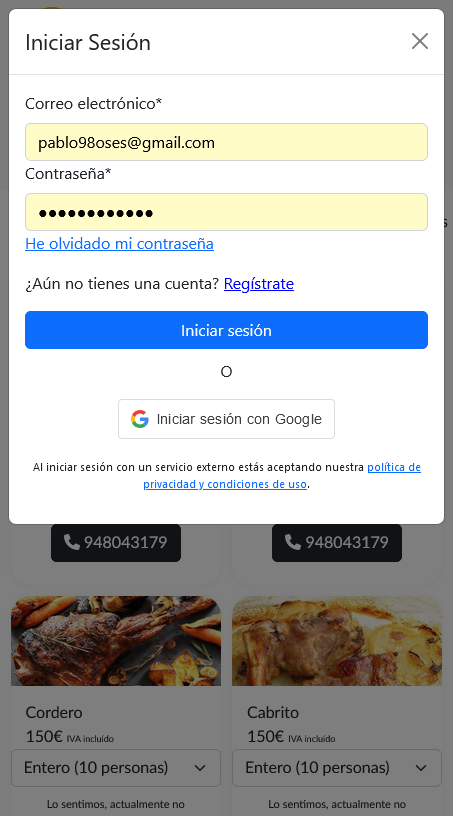 Iniciar Sesión
Correo electrónico*
pablo98oses@gmail.com
Contraseña*
●●●●●●●●●●●●
He olvidado mi contraseña
¿Aún no tienes una cuenta? Regístrate
Iniciar sesión
O
Iniciar sesión con Google
Al iniciar sesión con un servicio externo estás aceptando nuestra política de
privacidad y condiciones de uso.
948043179 948043179
Cordero Cabrito
150€ IVA incluído 150€ IVA incluído
Entero (10 personas) Entero (10 personas)
Lo sentimos, actualmente no Lo sentimos, actualmente no